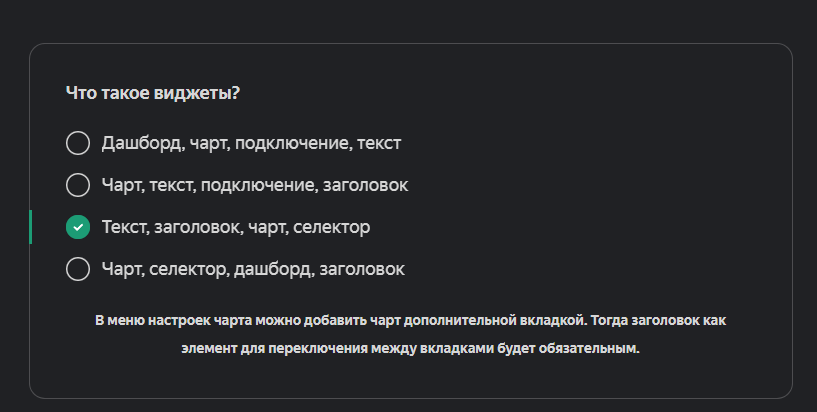 Что такое виджеты?
Дашборд, чарт, подключение, текст
Чарт, текст, подключение, заголовок
Текст, заголовок, чарт, селектор
Чарт, селектор, дашборд, заголовок
В меню настроек чарта можно добавить чарт дополнительной вкладкой. Тогда заголовок как
элемент для переключения между вкладками будет обязательным.